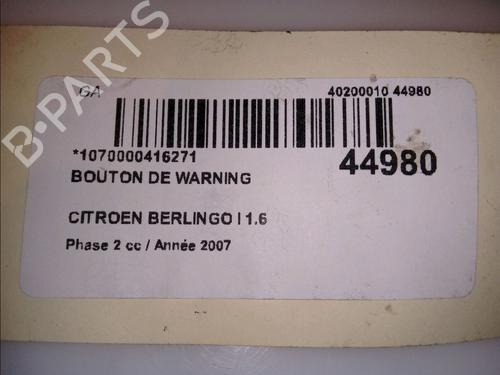 B-PARTS
GA
40200010 44980
*1070000416271
44980
BOUTON DE WARNING
CITROEN BERLINGO I 1.6
Phase 2 cc / Année 2007